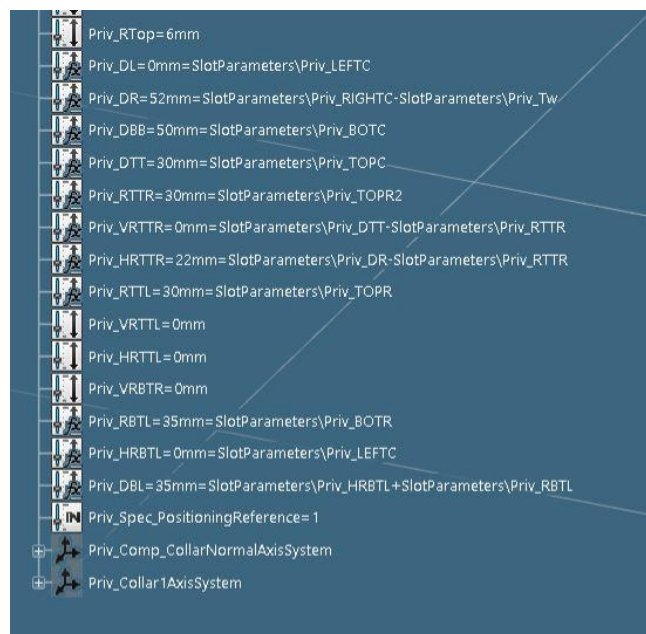 Priv_RTop=6mm
Priv_DL=0mm=SlotParameters\Priv_LEFTC
Priv_DR=52mm=SlotParameters\Priv_RIGHTC-SlotParameters\Priv_Tw
Priv_DBB=50mm=SlotParameters\Priv_BOTC
Priv_DTT=30mm=SlotParameters\Priv_TOPC
Priv_RTTR=30mm=SlotParameters\Priv_TOPR2
Priv_VRTTR=0mm=SlotParameters\Priv_DTT-SlotParameters\Priv_RTTR
Priv_HRTTR=22mm=SlotParameters\Priv_DR-SlotParameters\Priv_RTTR
Priv_RTTL=30mm=SlotParameters\Priv_TOPR
Priv_VRTTL=0mm
Priv_HRTTL=0mm
Priv_VRBTR=0mm
Priv_RBTL=35mm=SlotParameters\Priv_BOTR
Priv_HRBTL=0mm=SlotParameters\Priv_LEFTC
Priv_DBL=35mm=SlotParameters\Priv_HRBTL+SlotParameters\Priv_RBTL
IN Priv_Spec_PositioningReference=1
Priv_Comp_CollarNormalAxisSystem
Priv_Collar1AxisSystem